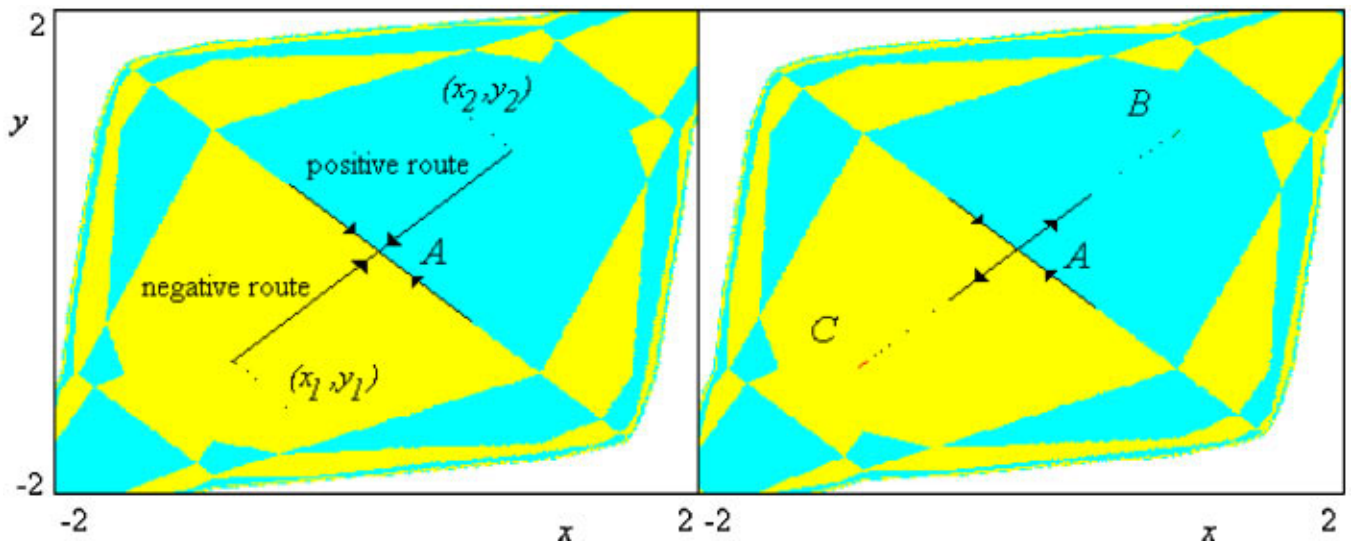 2
y
-2
-2
x
2
(x2,y2)
positive route
A
negative route
(x1,y1)
-2
x
2
B
A
C